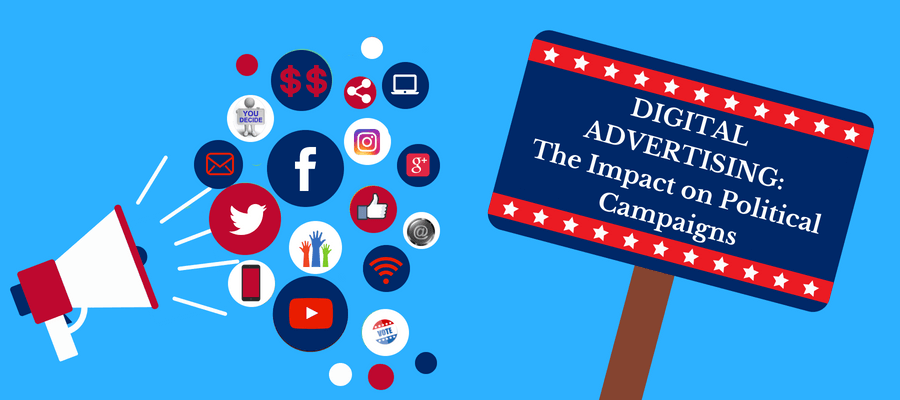 $$
YOU
DECIDE
f
g+
@
VOTE
DIGITAL
ADVERTISING:
The Impact on Political
Campaigns